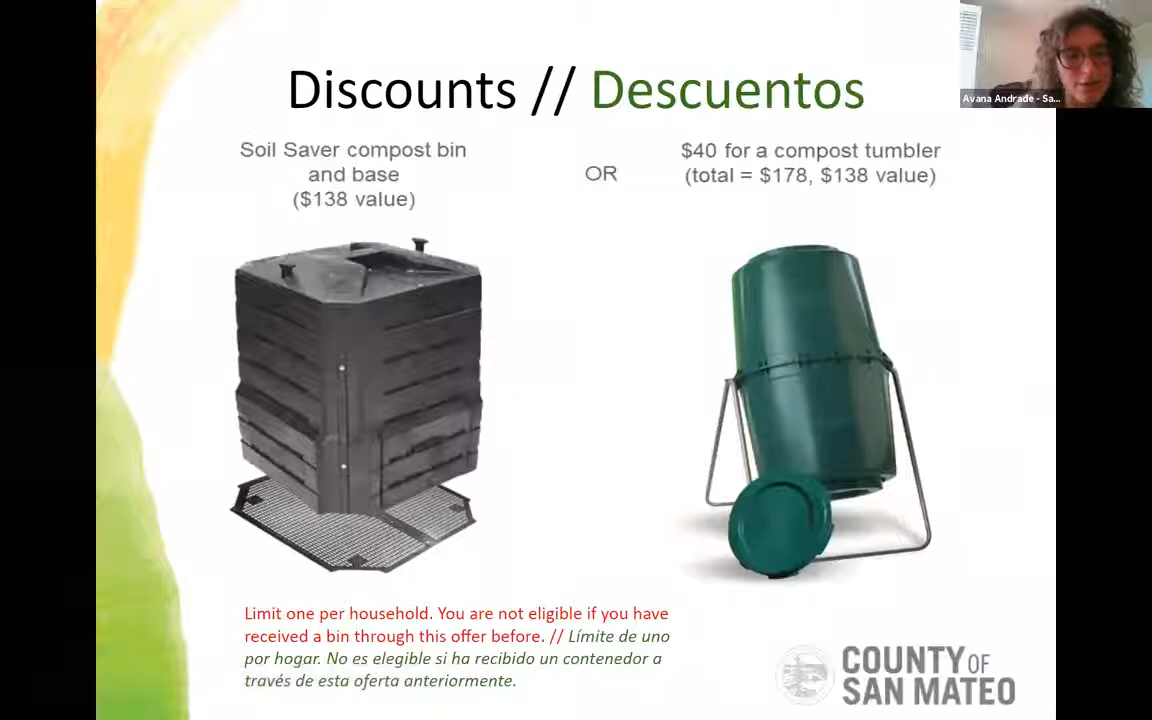 Discounts // Descuentos
Soil Saver compost bin
and base
($138 value)
OR
$40 for a compost tumbler
(total = $178, $138 value)
Limit one per household. You are not eligible if you have
received a bin through this offer before. // Límite de uno
por hogar. No es elegible si ha recibido un contenedor a
través de esta oferta anteriormente.
COUNTY OF
SAN MATEO
Avana Andrade - Sa...